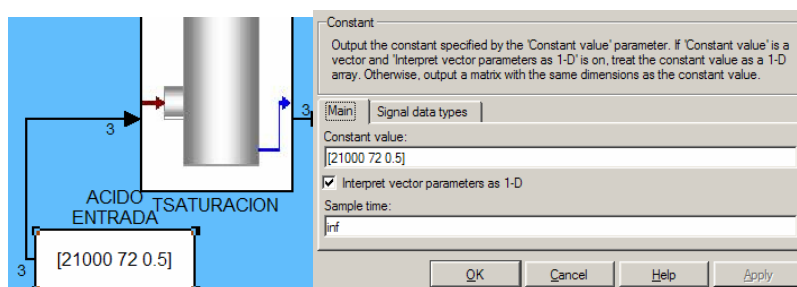 3
3
ACIDO
ENTRADA
TSATURACION
[21000 72 0.5]
3
Constant
Output the constant specified by the 'Constant value' parameter. If 'Constant value' is a
vector and 'Interpret vector parameters as 1-D' is on, treat the constant value as a 1-D
array. Otherwise, output a matrix with the same dimensions as the constant value.
Main
Signal data types
Constant value:
[21000 72 0.5]
Interpret vector parameters as 1-D
Sample time:
inf
OK
Cancel
Help
Apply